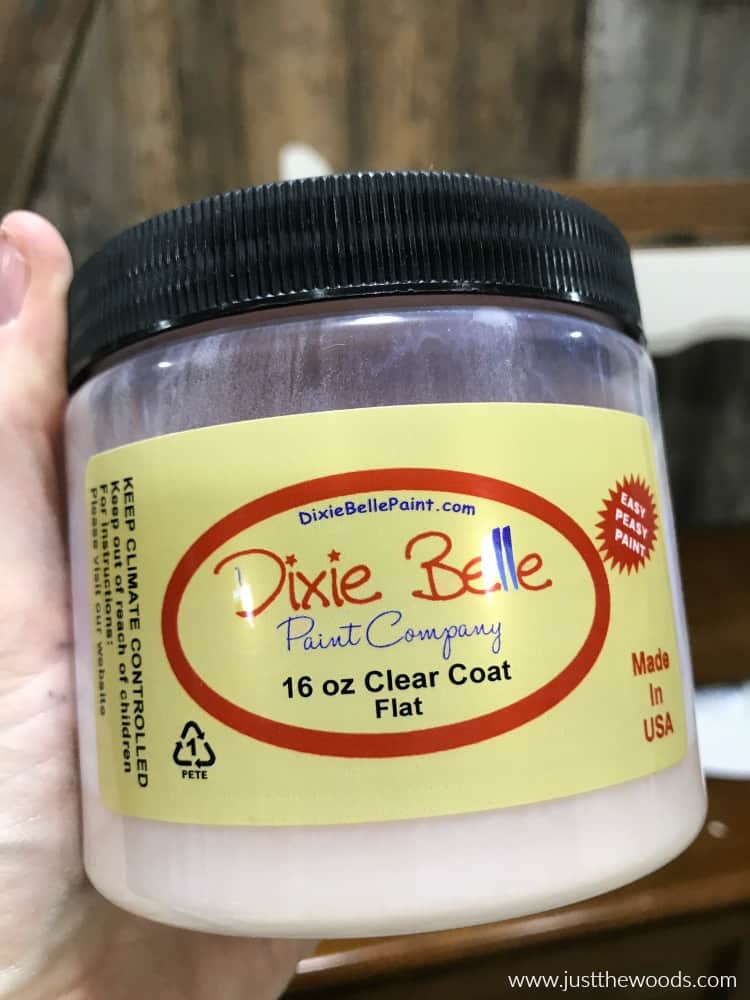 DixieBellePaint.com
Dixie Belle
Paint Company
16 oz Clear Coat
Flat
EASY
PEASY
PAINT
Made
In
USA
KEEP CLIMATE CONTROLLED
Keep out of reach of children
For instructions:
Please visit our website
1
PETE
www.justthewoods.com